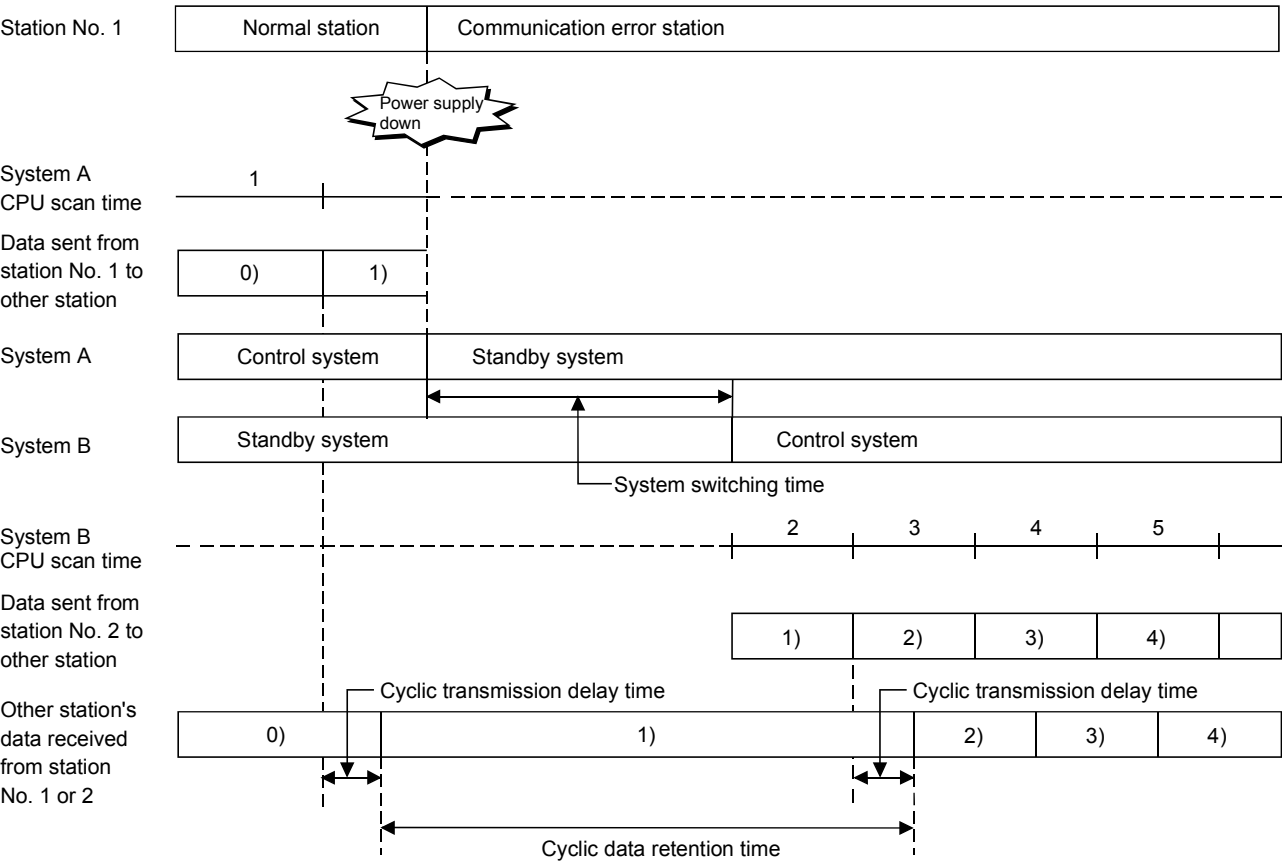 Station No. 1
Normal station
Communication error station
Power supply
down
System A
CPU scan time
1
Data sent from
station No. 1 to
other station
0)
1)
System A
Control system
Standby system
System B
Standby system
Control system
System switching time
System B
CPU scan time
2
3
4
5
Data sent from
station No. 2 to
other station
1)
2)
3)
4)
Cyclic transmission delay time
Cyclic transmission delay time
Other station's
data received
from station
No. 1 or 2
0)
1)
2)
3)
4)
Cyclic data retention time